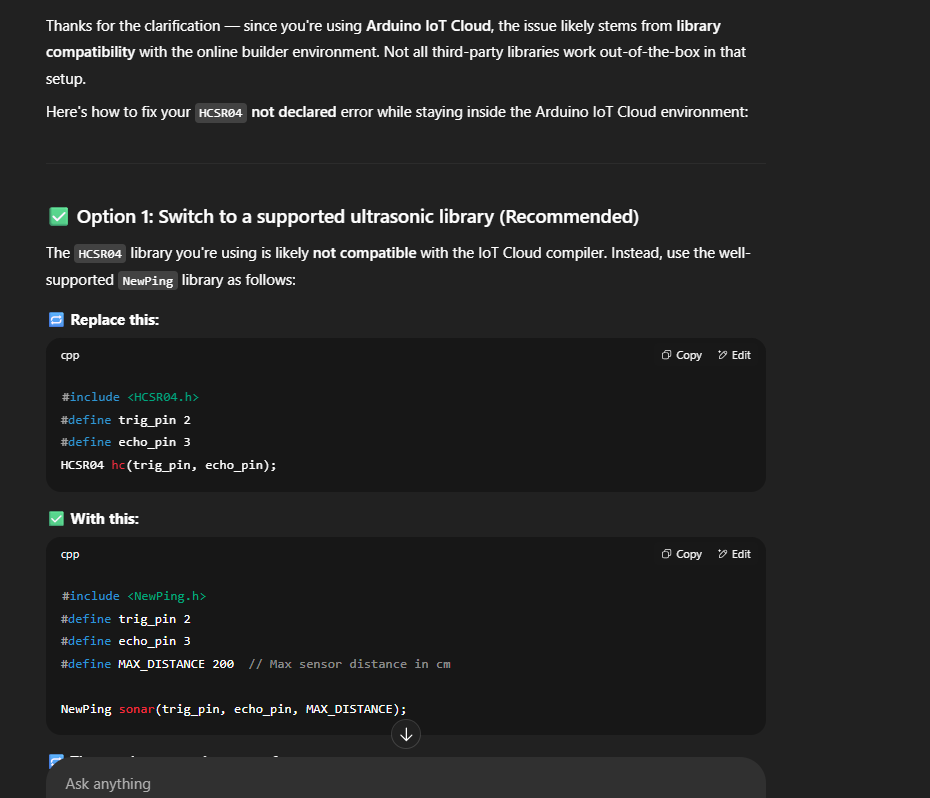 Thanks for the clarification — since you're using Arduino IoT Cloud, the issue likely stems from library
compatibility with the online builder environment. Not all third-party libraries work out-of-the-box in that
setup.
Here's how to fix your HCSR04 not declared error while staying inside the Arduino IoT Cloud environment:
✅ Option 1: Switch to a supported ultrasonic library (Recommended)
The HCSR04 library you're using is likely not compatible with the IoT Cloud compiler. Instead, use the well-
supported NewPing library as follows:
🔁 Replace this:
cpp Copy Edit
#include <HCSR04.h>
#define trig_pin 2
#define echo_pin 3
HCSR04 hc(trig_pin, echo_pin);
✅ With this:
cpp Copy Edit
#include <NewPing.h>
#define trig_pin 2
#define echo_pin 3
#define MAX_DISTANCE 200 // Max sensor distance in cm
NewPing sonar(trig_pin, echo_pin, MAX_DISTANCE);
Ask anything